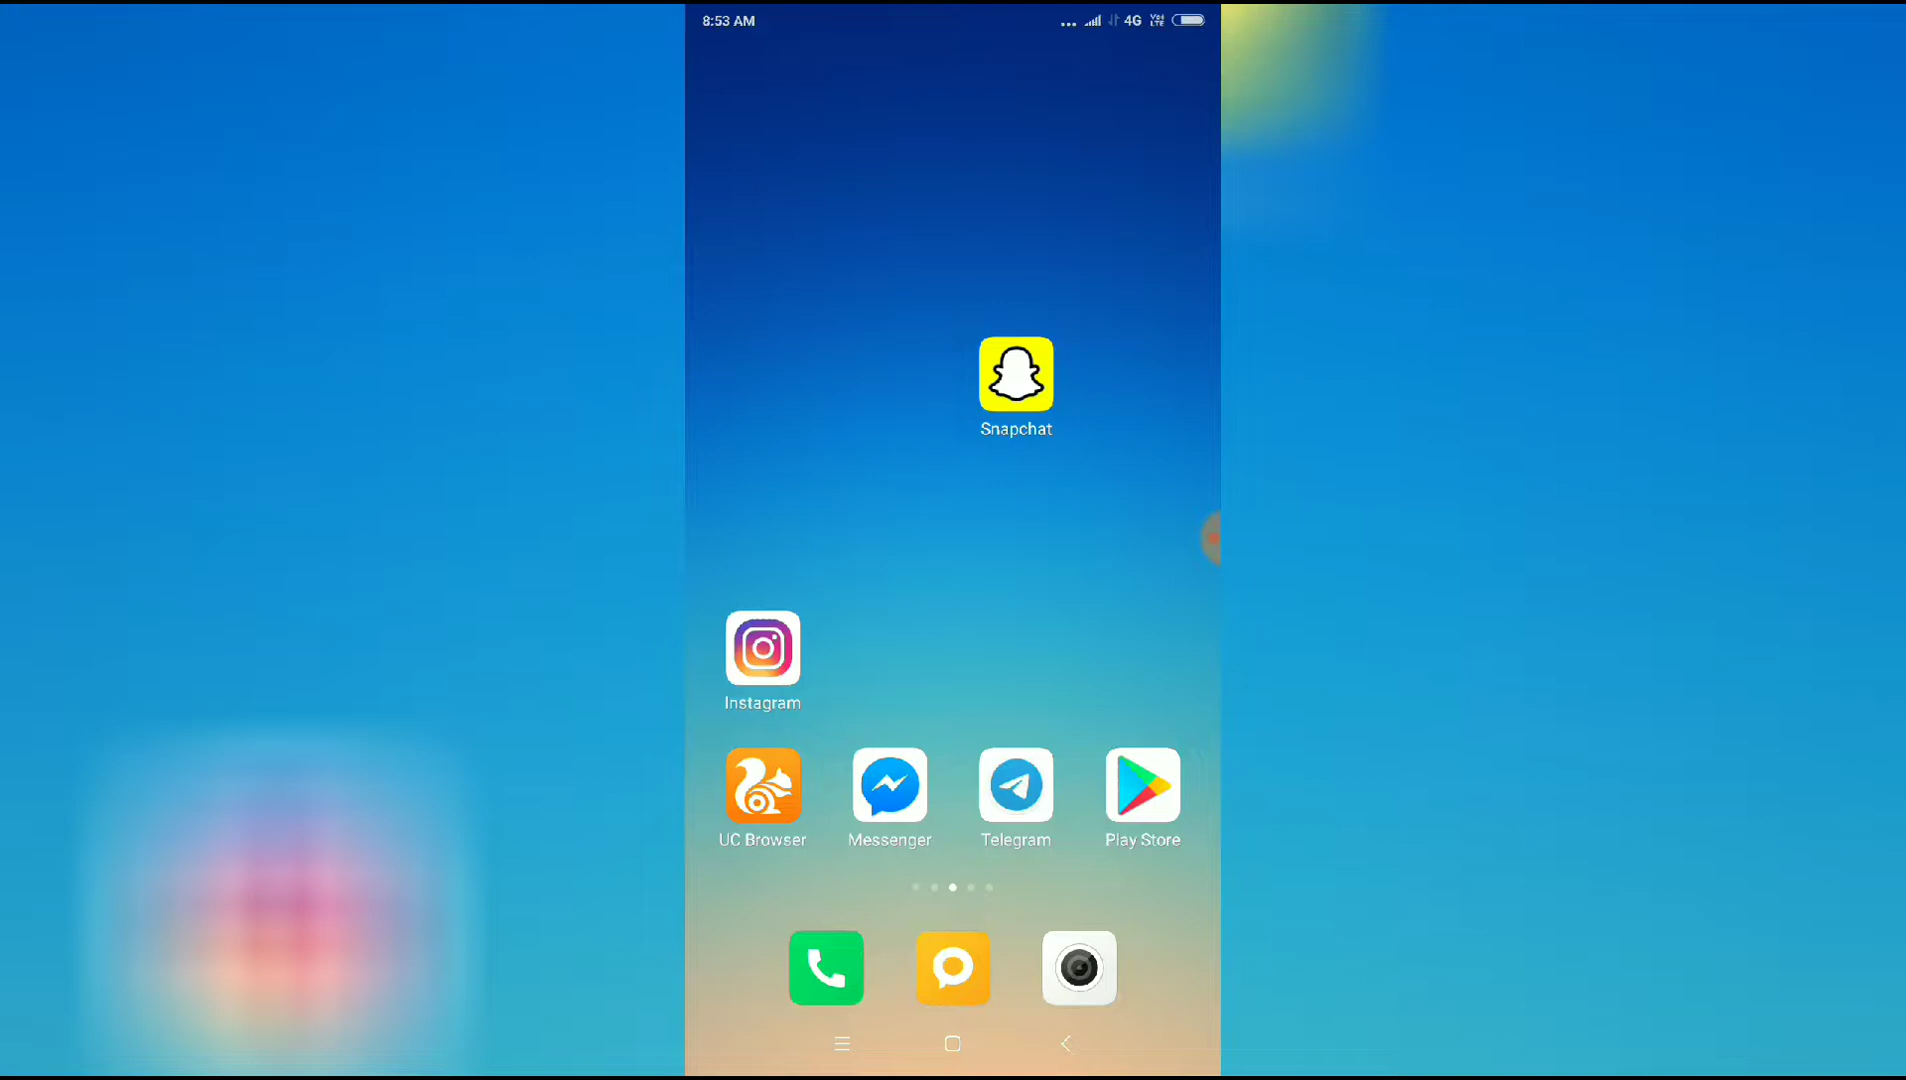 8:53 AM
4G
Snapchat
Instagram
UC Browser
Messenger
Telegram
Play Store